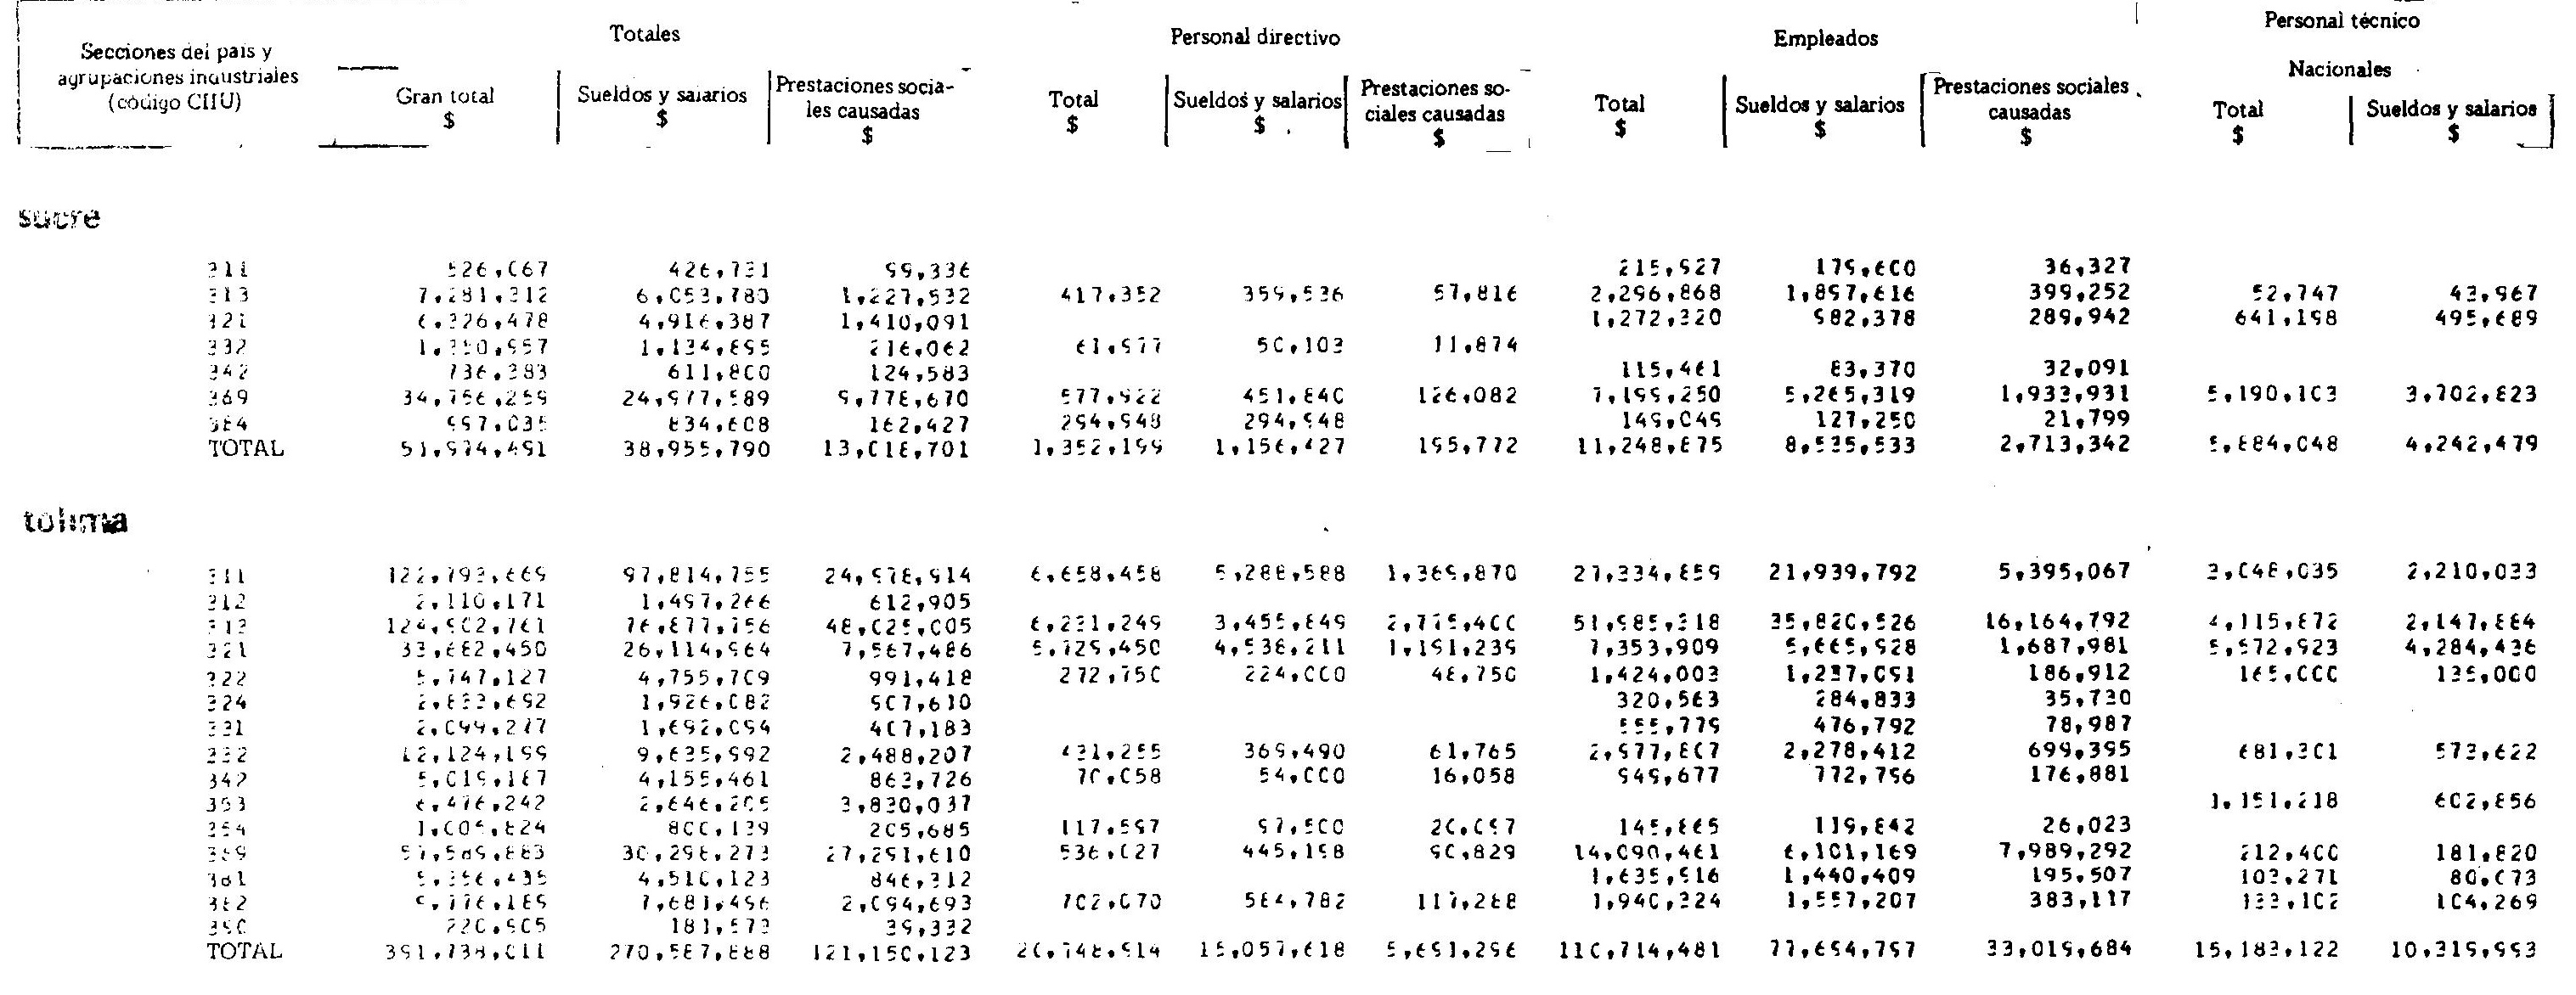 Secciones del país y agrupaciones industriales (código CIIU) Totales Personal directivo Empleados Personal técnico
Nacionales
Gran total $ Sueldos y salarios $ Prestaciones sociales causadas $ Total $ Sueldos y salarios $ Prestaciones sociales causadas $ Total $ Sueldos y salarios $ Prestaciones sociales causadas $ Total $ Sueldos y salarios $
sucre
311 526,067 426,731 99,336 215,927 179,600 36,327
313 7,281,312 6,053,780 1,227,532 417,352 359,536 57,816 2,296,868 1,897,616 399,252 52,747 43,967
321 6,326,478 4,916,387 1,410,091 1,272,320 982,378 289,942 641,198 495,689
332 1,350,957 1,134,895 216,062 61,977 50,103 11,874
342 736,383 611,800 124,583 115,461 83,370 32,091
369 34,756,259 24,977,589 9,778,670 577,922 451,840 126,082 7,199,250 5,265,319 1,933,931 5,190,103 3,702,823
384 997,035 834,608 162,427 294,948 294,948 149,049 127,250 21,799
TOTAL 51,974,491 38,955,790 13,018,701 1,352,199 1,156,427 195,772 11,248,875 8,535,533 2,713,342 5,884,048 4,242,479
tolima
311 122,793,669 97,814,755 24,978,914 6,658,458 5,288,588 1,369,870 27,334,859 21,939,792 5,395,067 3,048,035 2,210,033
312 2,110,171 1,497,266 612,905
313 124,902,761 76,877,756 48,025,005 6,231,249 3,455,849 2,775,400 51,985,318 35,820,526 16,164,792 4,115,872 2,147,884
321 33,682,450 26,114,964 7,567,486 5,729,450 4,538,211 1,191,239 7,353,909 5,665,928 1,687,981 5,572,923 4,284,436
322 5,747,127 4,755,709 991,418 272,750 224,000 48,750 1,424,003 1,237,091 186,912 165,000 135,000
324 2,833,692 1,926,082 907,610 320,563 284,833 35,730
331 2,099,277 1,692,094 407,183 555,779 476,792 78,987
332 12,124,199 9,635,992 2,488,207 431,255 369,490 61,765 2,977,807 2,278,412 699,395 681,301 573,622
342 5,019,187 4,155,461 863,726 70,058 54,000 16,058 949,677 772,796 176,881
353 6,476,242 2,646,205 3,830,037 1,151,218 602,856
354 1,005,824 800,139 205,685 117,597 97,500 20,097 145,865 119,842 26,023
369 57,589,883 30,298,273 27,291,610 536,027 445,198 90,829 14,090,461 6,101,169 7,989,292 212,400 181,820
381 5,356,435 4,510,123 846,312 1,635,916 1,440,409 195,507 103,271 80,073
382 9,776,189 7,681,496 2,094,693 702,070 584,782 117,288 1,940,324 1,557,207 383,117 133,102 104,269
390 220,905 181,573 39,332
TOTAL 391,738,011 270,587,888 121,150,123 20,748,914 15,057,618 5,691,296 110,714,481 77,694,797 33,019,684 15,183,122 10,319,993